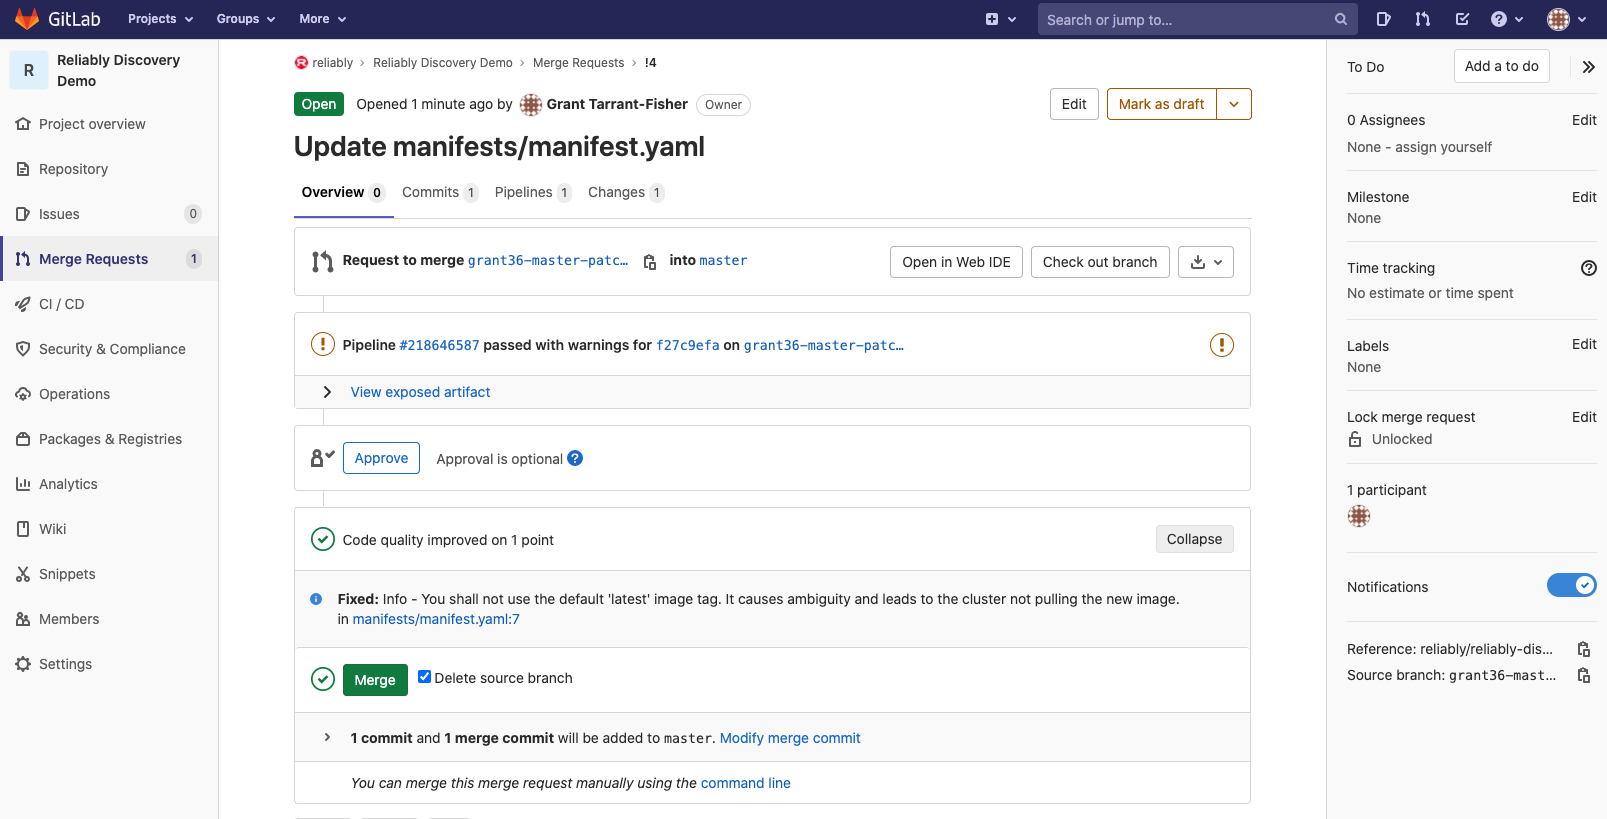 GitLab
Projects
Groups
More
Search or jump to...
R
Reliably Discovery
Demo
Project overview
Repository
Issues 0
Merge Requests 1
CI / CD
Security & Compliance
Operations
Packages & Registries
Analytics
Wiki
Snippets
Members
Settings
reliably › Reliably Discovery Demo › Merge Requests › !4
Open Opened 1 minute ago by Grant Tarrant-Fisher Owner
Edit
Mark as draft
Update manifests/manifest.yaml
Overview 0 Commits 1 Pipelines 1 Changes 1
Request to merge grant36-master-patc… into master
Open in Web IDE
Check out branch
Pipeline #218646587 passed with warnings for f27c9efa on grant36-master-patc…
View exposed artifact
Approve Approval is optional
Code quality improved on 1 point
Collapse
Fixed: Info - You shall not use the default 'latest' image tag. It causes ambiguity and leads to the cluster not pulling the new image.
in manifests/manifest.yaml:7
Merge Delete source branch
1 commit and 1 merge commit will be added to master. Modify merge commit
You can merge this merge request manually using the command line
To Do
Add a to do
0 Assignees Edit
None - assign yourself
Milestone Edit
None
Time tracking
No estimate or time spent
Labels Edit
None
Lock merge request Edit
Unlocked
1 participant
Notifications
Reference: reliably/reliably-dis…
Source branch: grant36-mast…